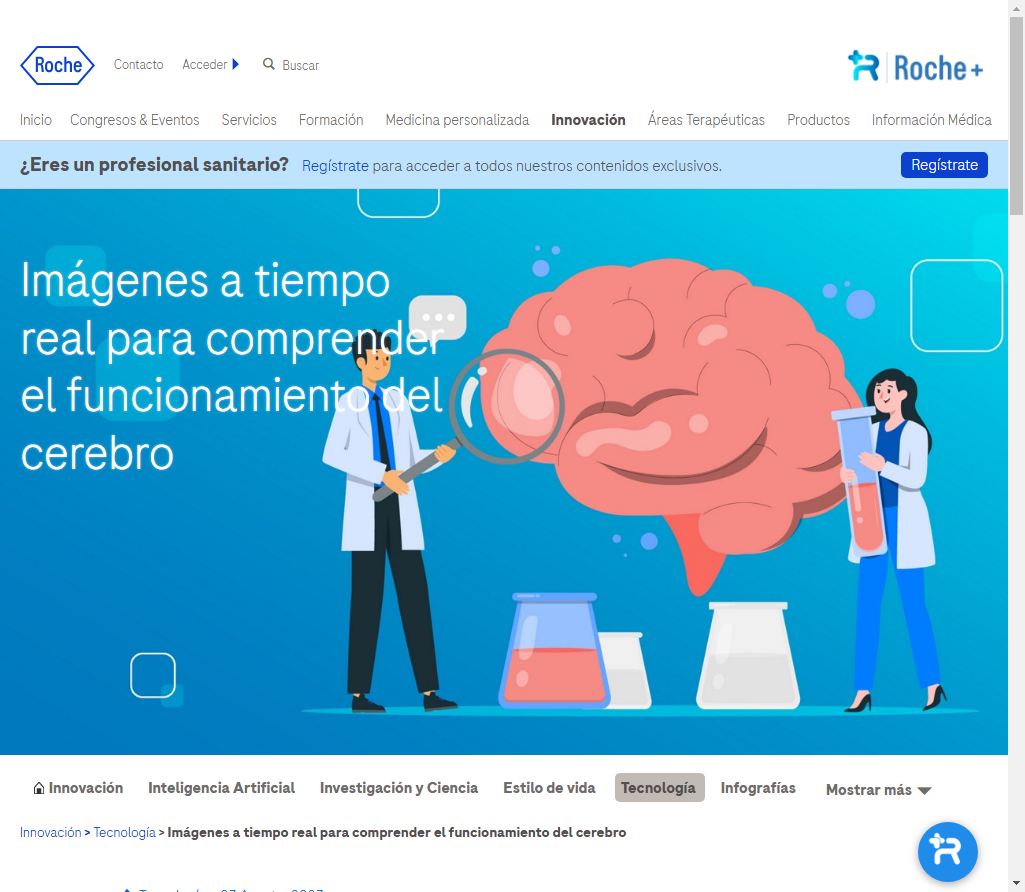 Roche
Contacto
Acceder
Buscar
Roche+
Inicio
Congresos & Eventos
Servicios
Formación
Medicina personalizada
Innovación
Áreas Terapéuticas
Productos
Información Médica
¿Eres un profesional sanitario? Regístrate para acceder a todos nuestros contenidos exclusivos.
Regístrate
Imágenes a tiempo
real para comprender
el funcionamiento del
cerebro
Innovación
Inteligencia Artificial
Investigación y Ciencia
Estilo de vida
Tecnología
Infografías
Mostrar más
Innovación > Tecnología > Imágenes a tiempo real para comprender el funcionamiento del cerebro